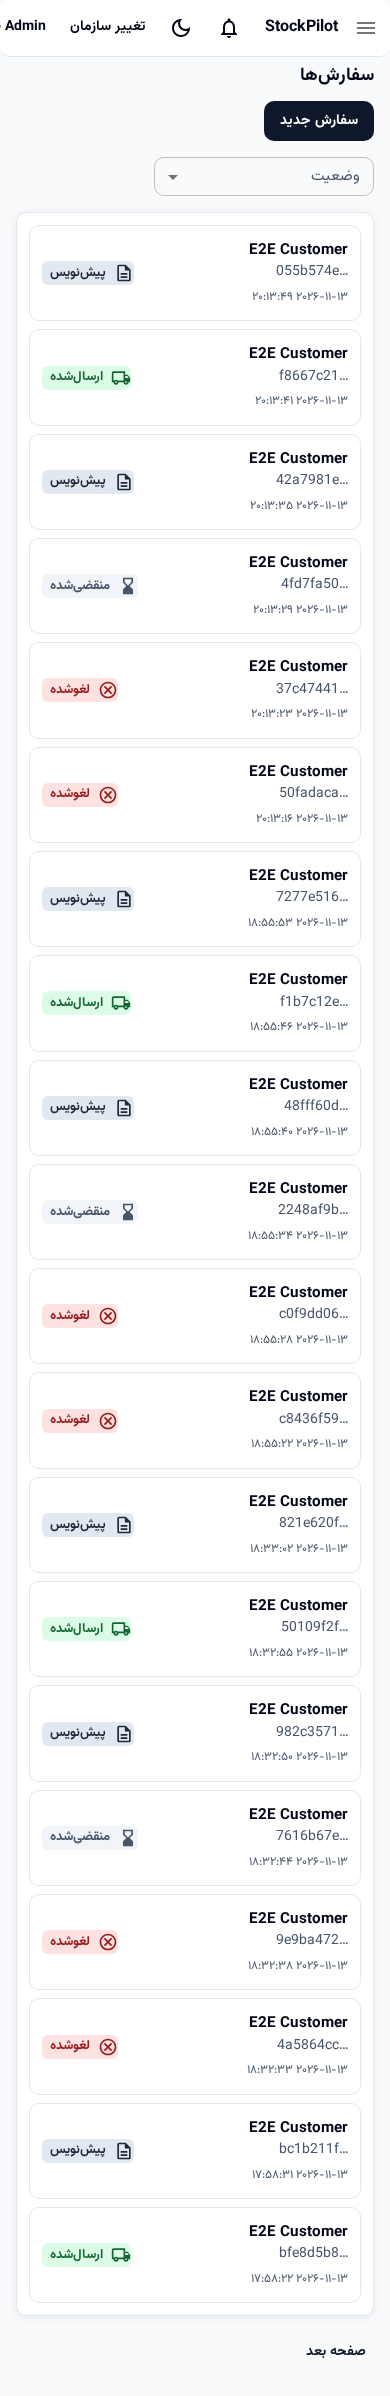 StockPilot
تغییر سازمان
Admin
سفارش‌ها
سفارش جدید
وضعیت
E2E Customer
055b574e…
۲۰۲۶-۱۱-۱۳ ۲۰:۱۳:۴۹
پیش‌نویس
E2E Customer
f8667c21…
۲۰۲۶-۱۱-۱۳ ۲۰:۱۳:۴۱
ارسال‌شده
E2E Customer
42a7981e…
۲۰۲۶-۱۱-۱۳ ۲۰:۱۳:۳۵
پیش‌نویس
E2E Customer
4fd7fa50…
۲۰۲۶-۱۱-۱۳ ۲۰:۱۳:۲۹
منقضی‌شده
E2E Customer
37c47441…
۲۰۲۶-۱۱-۱۳ ۲۰:۱۳:۲۳
لغوشده
E2E Customer
50fadaca…
۲۰۲۶-۱۱-۱۳ ۲۰:۱۳:۱۶
لغوشده
E2E Customer
7277e516…
۲۰۲۶-۱۱-۱۳ ۱۸:۵۵:۵۳
پیش‌نویس
E2E Customer
f1b7c12e…
۲۰۲۶-۱۱-۱۳ ۱۸:۵۵:۴۶
ارسال‌شده
E2E Customer
48fff60d…
۲۰۲۶-۱۱-۱۳ ۱۸:۵۵:۴۰
پیش‌نویس
E2E Customer
2248af9b…
۲۰۲۶-۱۱-۱۳ ۱۸:۵۵:۳۴
منقضی‌شده
E2E Customer
c0f9dd06…
۲۰۲۶-۱۱-۱۳ ۱۸:۵۵:۲۸
لغوشده
E2E Customer
c8436f59…
۲۰۲۶-۱۱-۱۳ ۱۸:۵۵:۲۲
لغوشده
E2E Customer
821e620f…
۲۰۲۶-۱۱-۱۳ ۱۸:۳۳:۰۲
پیش‌نویس
E2E Customer
50109f2f…
۲۰۲۶-۱۱-۱۳ ۱۸:۳۲:۵۵
ارسال‌شده
E2E Customer
982c3571…
۲۰۲۶-۱۱-۱۳ ۱۸:۳۲:۵۰
پیش‌نویس
E2E Customer
7616b67e…
۲۰۲۶-۱۱-۱۳ ۱۸:۳۲:۴۴
منقضی‌شده
E2E Customer
9e9ba472…
۲۰۲۶-۱۱-۱۳ ۱۸:۳۲:۳۸
لغوشده
E2E Customer
4a5864cc…
۲۰۲۶-۱۱-۱۳ ۱۸:۳۲:۳۳
لغوشده
E2E Customer
bc1b211f…
۲۰۲۶-۱۱-۱۳ ۱۷:۵۸:۳۱
پیش‌نویس
E2E Customer
bfe8d5b8…
۲۰۲۶-۱۱-۱۳ ۱۷:۵۸:۲۲
ارسال‌شده
صفحه بعد